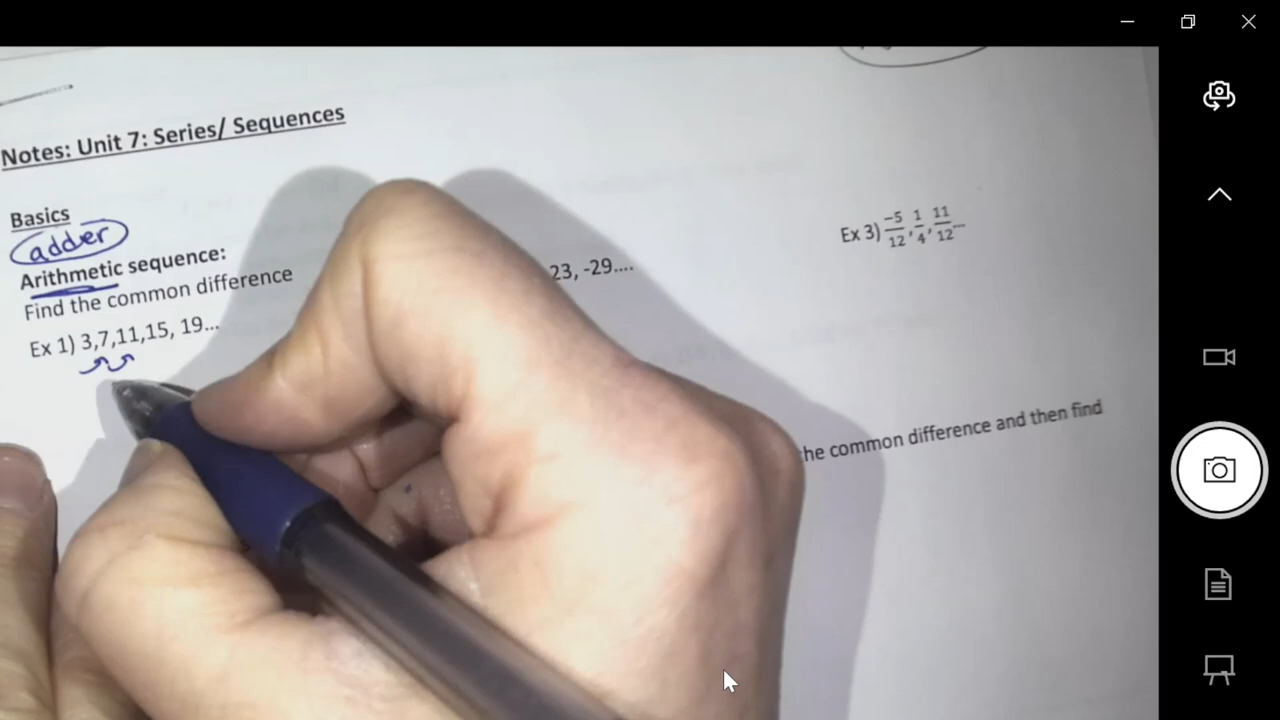 Notes: Unit 7: Series/ Sequences
Basics
adder
Arithmetic sequence:
Find the common difference
Ex 1) 3,7,11,15, 19...
23, -29....
Ex 3) -5/12, 1/4, 11/12...
the common difference and then find